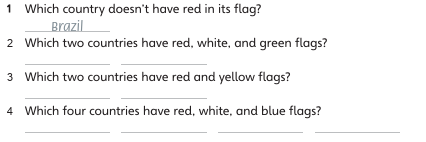 1 Which country doesn't have red in its flag?
Brazil
2 Which two countries have red, white, and green flags?
3 Which two countries have red and yellow flags?
4 Which four countries have red, white, and blue flags?